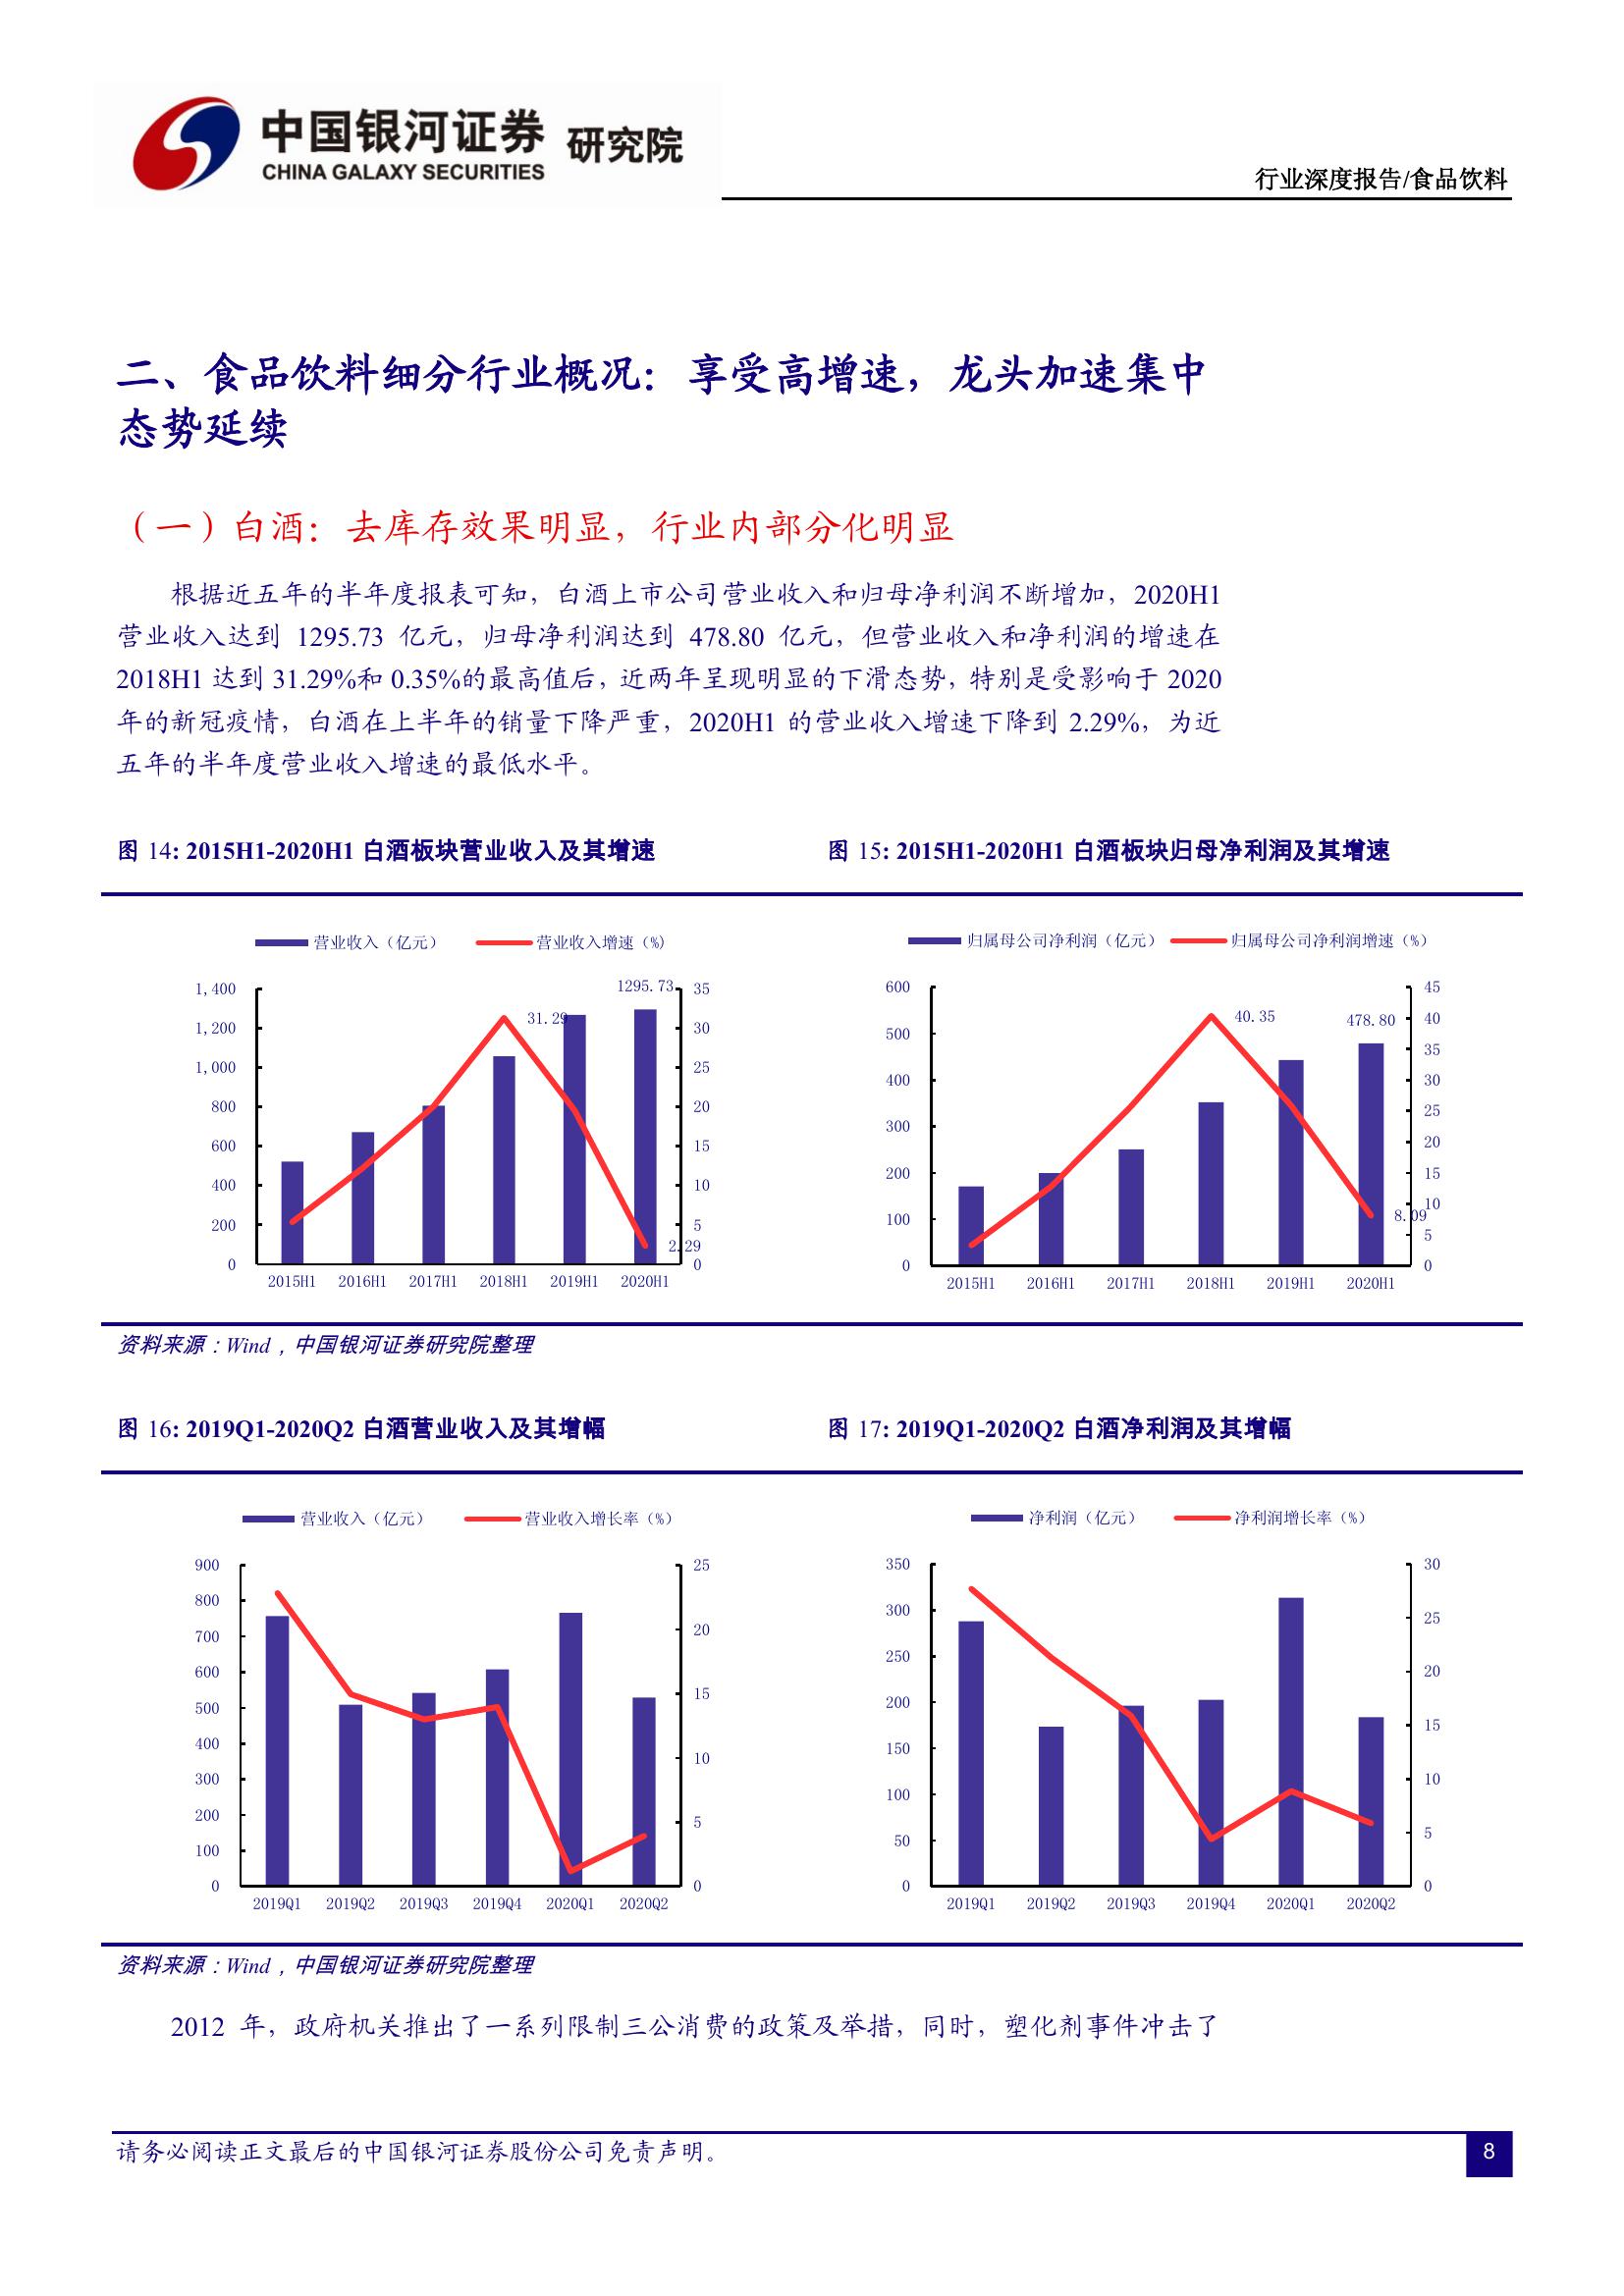 中国银河证券 研究院
CHINA GALAXY SECURITIES
行业深度报告/食品饮料
二、食品饮料细分行业概况：享受高增速，龙头加速集中
态势延续
（一）白酒：去库存效果明显，行业内部分化明显
根据近五年的半年度报表可知，白酒上市公司营业收入和归母净利润不断增加，2020H1
营业收入达到 1295.73 亿元，归母净利润达到 478.80 亿元，但营业收入和净利润的增速在
2018H1 达到 31.29%和 0.35%的最高值后，近两年呈现明显的下滑态势，特别是受影响于 2020
年的新冠疫情，白酒在上半年的销量下降严重，2020H1 的营业收入增速下降到 2.29%，为近
五年的半年度营业收入增速的最低水平。
图 14: 2015H1-2020H1 白酒板块营业收入及其增速
图 15: 2015H1-2020H1 白酒板块归母净利润及其增速
营业收入（亿元） 营业收入增速（%）
1,400
1,200
1,000
800
600
400
200
0
1295.73
31.29
2.29
35
30
25
20
15
10
5
0
2015H1 2016H1 2017H1 2018H1 2019H1 2020H1
归属母公司净利润（亿元） 归属母公司净利润增速（%）
600
500
400
300
200
100
0
40.35
478.80
8.09
45
40
35
30
25
20
15
10
5
0
2015H1 2016H1 2017H1 2018H1 2019H1 2020H1
资料来源：Wind，中国银河证券研究院整理
图 16: 2019Q1-2020Q2 白酒营业收入及其增幅
图 17: 2019Q1-2020Q2 白酒净利润及其增幅
营业收入（亿元） 营业收入增长率（%）
900
800
700
600
500
400
300
200
100
0
25
20
15
10
5
0
2019Q1 2019Q2 2019Q3 2019Q4 2020Q1 2020Q2
净利润（亿元） 净利润增长率（%）
350
300
250
200
150
100
50
0
30
25
20
15
10
5
0
2019Q1 2019Q2 2019Q3 2019Q4 2020Q1 2020Q2
资料来源：Wind，中国银河证券研究院整理
2012 年，政府机关推出了一系列限制三公消费的政策及举措，同时，塑化剂事件冲击了
请务必阅读正文最后的中国银河证券股份公司免责声明。
8